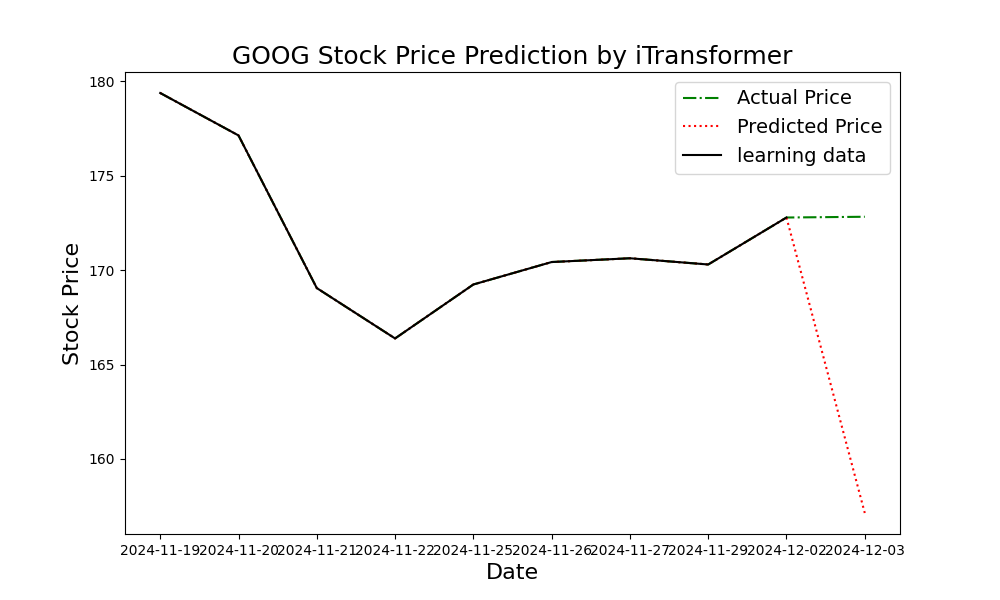 GOOG Stock Price Prediction by iTransformer
Actual Price
Predicted Price
learning data
180
175
170
165
160
Stock Price
2024-11-19 2024-11-20 2024-11-21 2024-11-22 2024-11-25 2024-11-26 2024-11-27 2024-11-29 2024-12-02 2024-12-03
Date